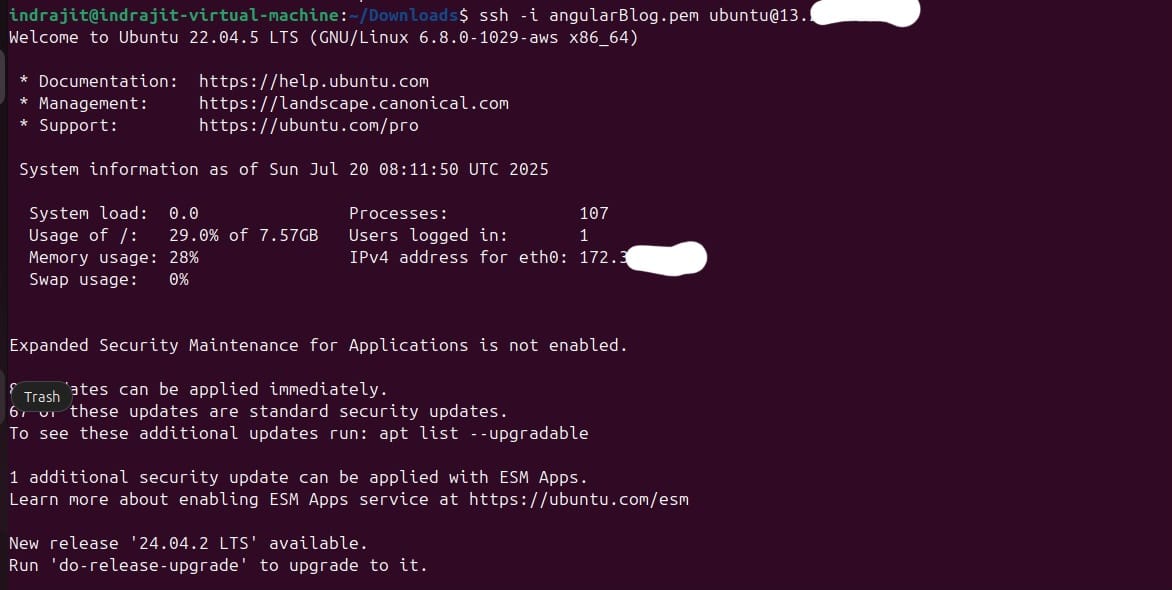 indrajit@indrajit-virtual-machine:~/Downloads$ ssh -i angularBlog.pem ubuntu@13.
Welcome to Ubuntu 22.04.5 LTS (GNU/Linux 6.8.0-1029-aws x86_64)
* Documentation: https://help.ubuntu.com
* Management: https://landscape.canonical.com
* Support: https://ubuntu.com/pro
System information as of Sun Jul 20 08:11:50 UTC 2025
System load: 0.0 Processes: 107
Usage of /: 29.0% of 7.57GB Users logged in: 1
Memory usage: 28% IPv4 address for eth0: 172.3
Swap usage: 0%
Expanded Security Maintenance for Applications is not enabled.
can be applied immediately.
Trash
these updates are standard security updates.
To see these additional updates run: apt list --upgradable
1 additional security update can be applied with ESM Apps.
Learn more about enabling ESM Apps service at https://ubuntu.com/esm
New release '24.04.2 LTS' available.
Run 'do-release-upgrade' to upgrade to it.